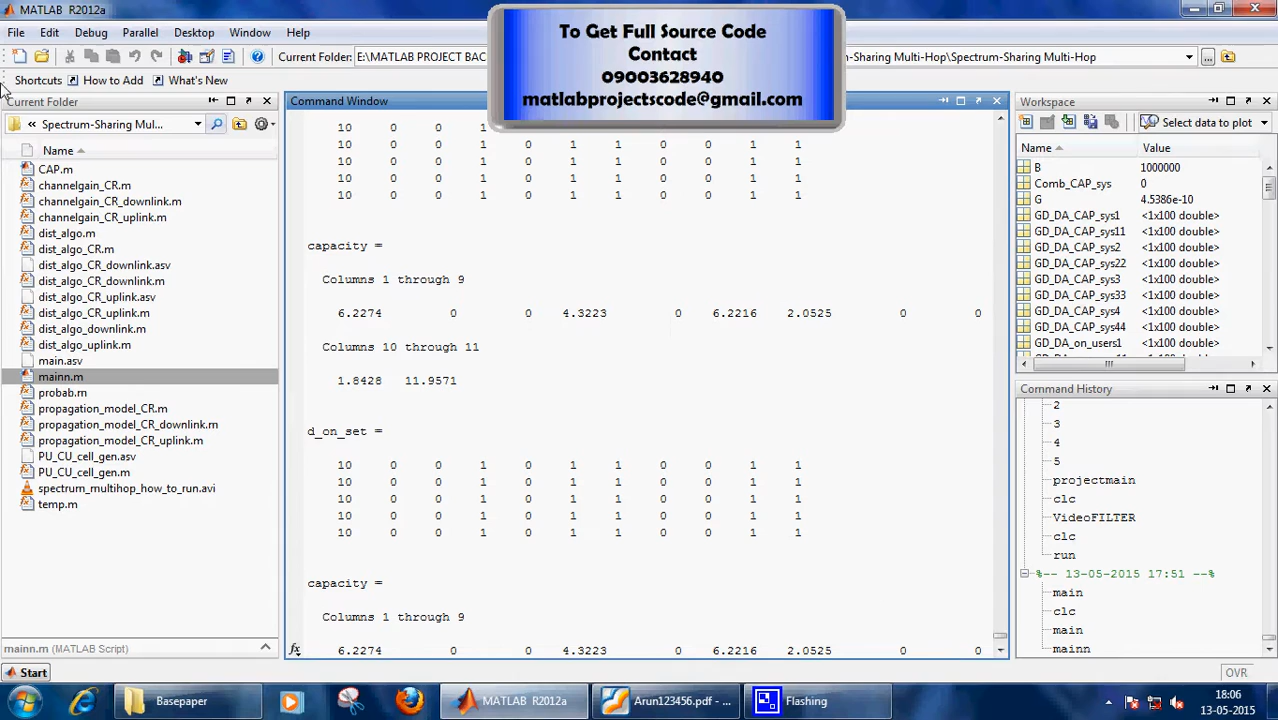 MATLAB R2012a
File Edit Debug Parallel Desktop Window Help
To Get Full Source Code
Contact
09003628940
matlabprojectscode@gmail.com
Current Folder: E:\MATLAB PROJECT BAC
-Sharing Multi-Hop\Spectrum-Sharing Multi-Hop
Shortcuts How to Add What's New
Current Folder
« Spectrum-Sharing Mul...
Name
CAP.m
channelgain_CR.m
channelgain_CR_downlink.m
channelgain_CR_uplink.m
dist_algo.m
dist_algo_CR.m
dist_algo_CR_downlink.asv
dist_algo_CR_downlink.m
dist_algo_CR_uplink.asv
dist_algo_CR_uplink.m
dist_algo_downlink.m
dist_algo_uplink.m
main.asv
mainn.m
probab.m
propagation_model_CR.m
propagation_model_CR_downlink.m
propagation_model_CR_uplink.m
PU_CU_cell_gen.asv
PU_CU_cell_gen.m
spectrum_multihop_how_to_run.avi
temp.m
mainn.m (MATLAB Script)
Command Window
10 0 0 1 0 1 1 0 0 1 1
10 0 0 1 0 1 1 0 0 1 1
10 0 0 1 0 1 1 0 0 1 1
10 0 0 1 0 1 1 0 0 1 1
10 0 0 1 0 1 1 0 0 1 1
capacity =
Columns 1 through 9
6.2274 0 0 4.3223 0 6.2216 2.0525 0 0
Columns 10 through 11
1.8428 11.9571
d_on_set =
10 0 0 1 0 1 1 0 0 1 1
10 0 0 1 0 1 1 0 0 1 1
10 0 0 1 0 1 1 0 0 1 1
10 0 0 1 0 1 1 0 0 1 1
10 0 0 1 0 1 1 0 0 1 1
capacity =
Columns 1 through 9
6.2274 0 0 4.3223 0 6.2216 2.0525 0 0
fx
Workspace
Select data to plot
Name Value
B 1000000
Comb_CAP_sys 0
G 4.5386e-10
GD_DA_CAP_sys1 <1x100 double>
GD_DA_CAP_sys11 <1x100 double>
GD_DA_CAP_sys2 <1x100 double>
GD_DA_CAP_sys22 <1x100 double>
GD_DA_CAP_sys3 <1x100 double>
GD_DA_CAP_sys33 <1x100 double>
GD_DA_CAP_sys4 <1x100 double>
GD_DA_CAP_sys44 <1x100 double>
GD_DA_on_users1 <1x100 double>
Command History
2
3
4
5
projectmain
clc
VideoFILTER
clc
run
%-- 13-05-2015 17:51 --%
main
clc
main
mainn
Start
OVR
Basepaper
MATLAB R2012a
Arun123456.pdf - ...
Flashing
18:06
13-05-2015